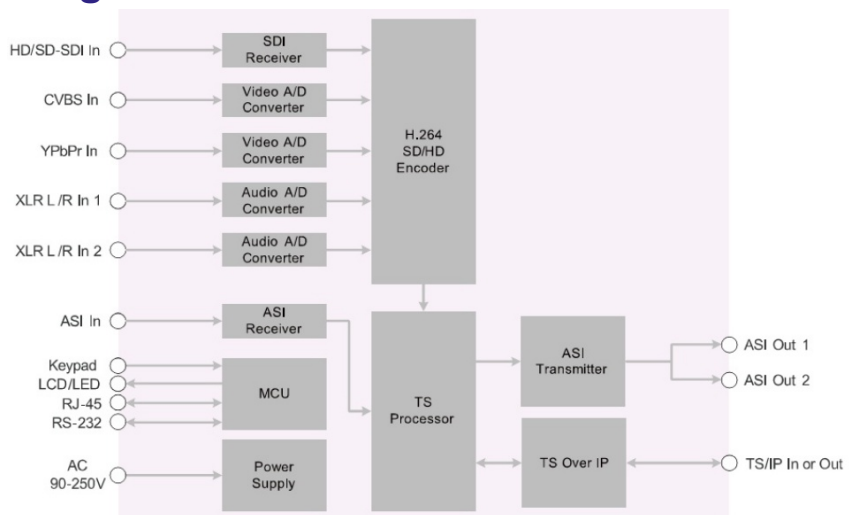 HD/SD-SDI In
SDI
Receiver
CVBS In
Video A/D
Converter
YPbPr In
Video A/D
Converter
XLR L /R In 1
Audio A/D
Converter
XLR L /R In 2
Audio A/D
Converter
H.264
SD/HD
Encoder
ASI In
ASI
Receiver
Keypad
LCD/LED
RJ-45
RS-232
MCU
AC
90-250V
Power
Supply
TS
Processor
ASI
Transmitter
ASI Out 1
ASI Out 2
TS Over IP
TS/IP In or Out